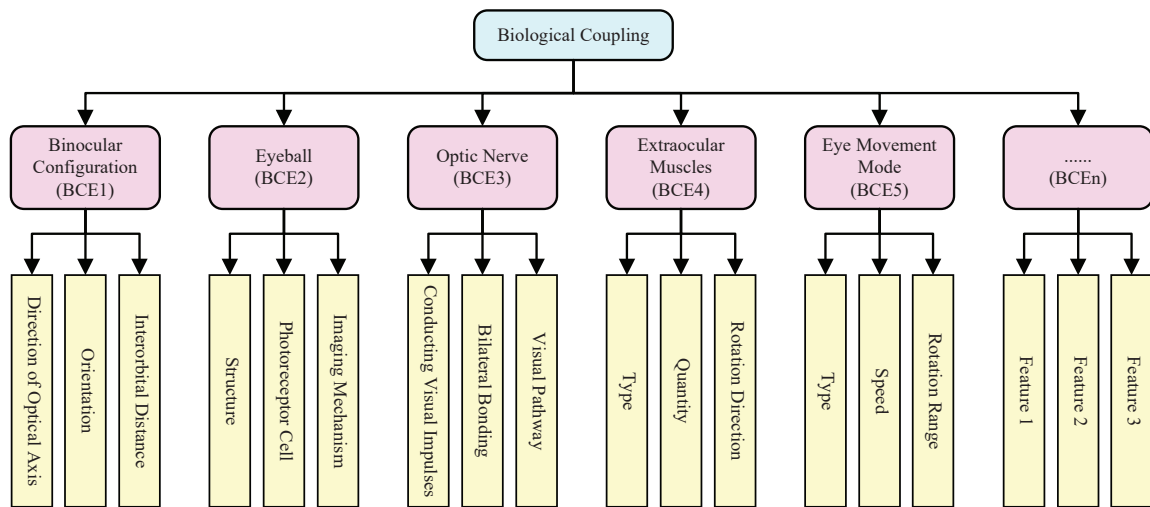 Biological Coupling
Binocular
Configuration
(BCE1)
Eyeball
(BCE2)
Optic Nerve
(BCE3)
Extraocular
Muscles
(BCE4)
Eye Movement
Mode
(BCE5)
......
(BCEn)
Direction of Optical Axis
Orientation
Interorbital Distance
Structure
Photoreceptor Cell
Imaging Mechanism
Conducting Visual Impulses
Bilateral Bonding
Visual Pathway
Type
Quantity
Rotation Direction
Type
Speed
Rotation Range
Feature 1
Feature 2
Feature 3